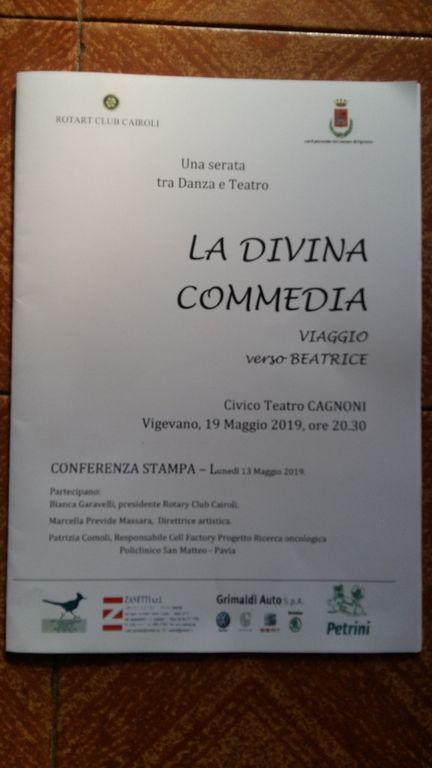 ROTART CLUB CAIROLI
Una serata
tra Danza e Teatro
LA DIVINA
COMMEDIA
VIAGGIO
verso BEATRICE
Civico Teatro CAGNONI
Vigevano, 19 Maggio 2019, ore 20.30
CONFERENZA STAMPA – Lunedì 13 Maggio 2019.
Partecipano:
Bianca Garavelli, presidente Rotary Club Cairoli.
Marcella Previde Massara, Direttrice artistica.
Patrizia Comoli, Responsabile Cell Factory Progetto Ricerca oncologica
Policlinico San Matteo - Pavia
ZANETTI s.r.l.
Grimaldi Auto S.p.A.
Petrini